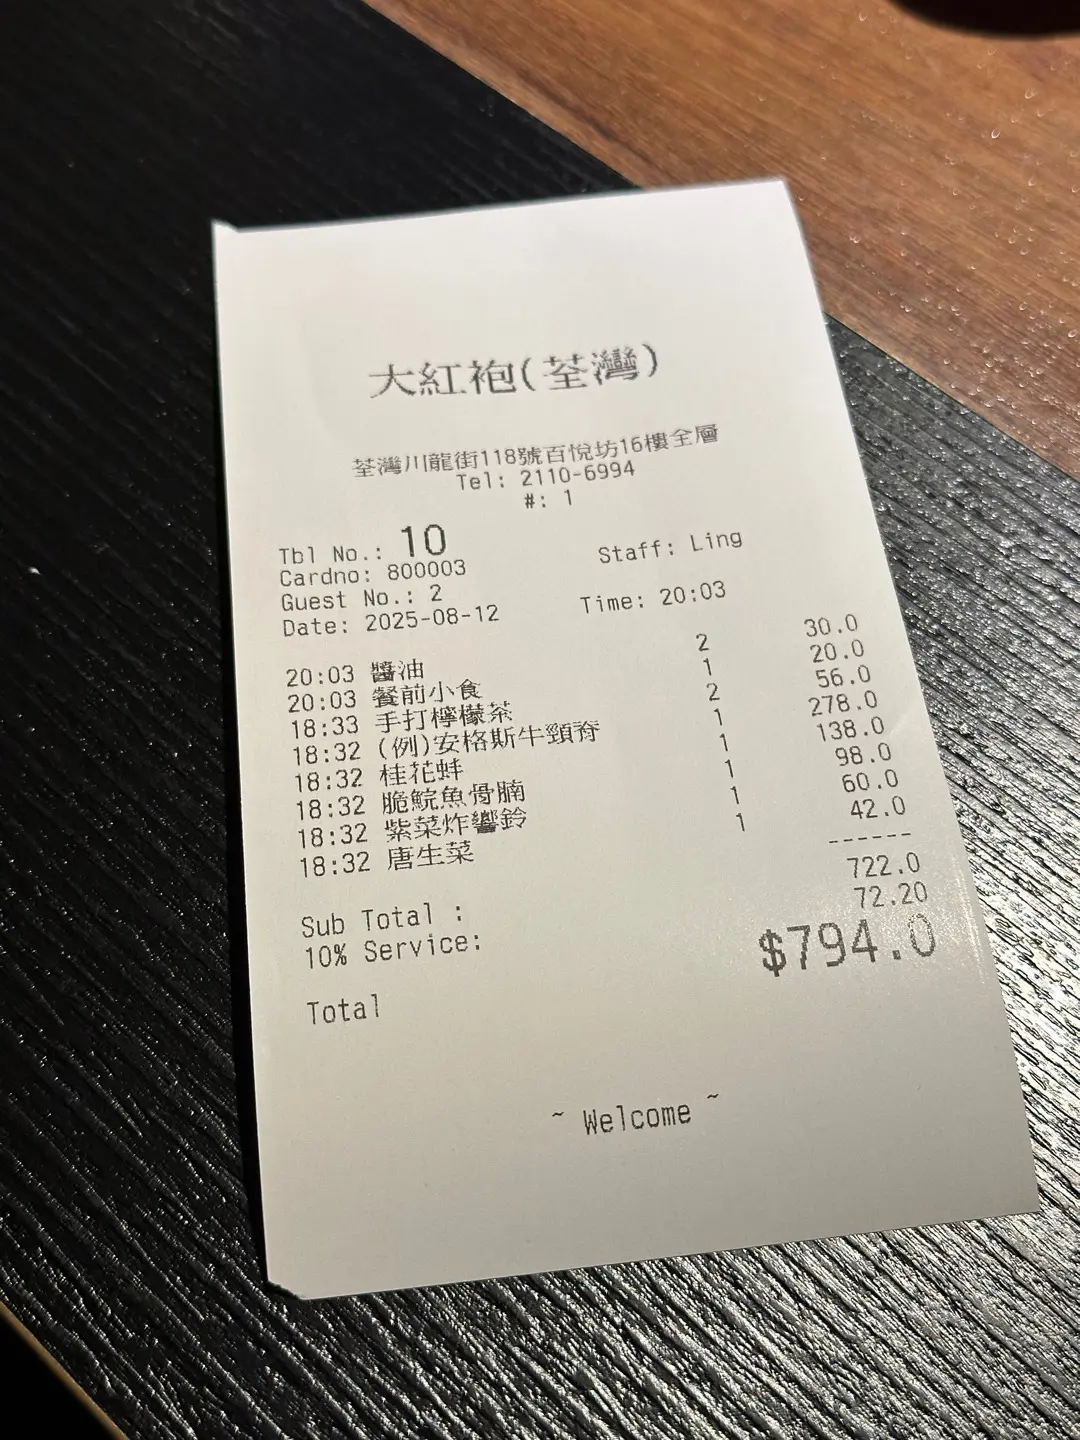 大紅袍(荃灣)
荃灣川龍街118號百悅坊16樓全層
Tel: 2110-6994
#: 1
Tbl No.: 10
Cardno: 800003 Staff: Ling
Guest No.: 2
Date: 2025-08-12 Time: 20:03
20:03 醬油 2 30.0
20:03 餐前小食 1 20.0
18:33 手打檸檬茶 2 56.0
18:32 (例)安格斯牛頸脊 1 278.0
18:32 桂花蚌 1 138.0
18:32 脆鯇魚骨腩 1 98.0
18:32 紫菜炸響鈴 1 60.0
18:32 唐生菜 1 42.0
------
Sub Total : 722.0
10% Service: 72.20
Total $794.0
~ Welcome ~